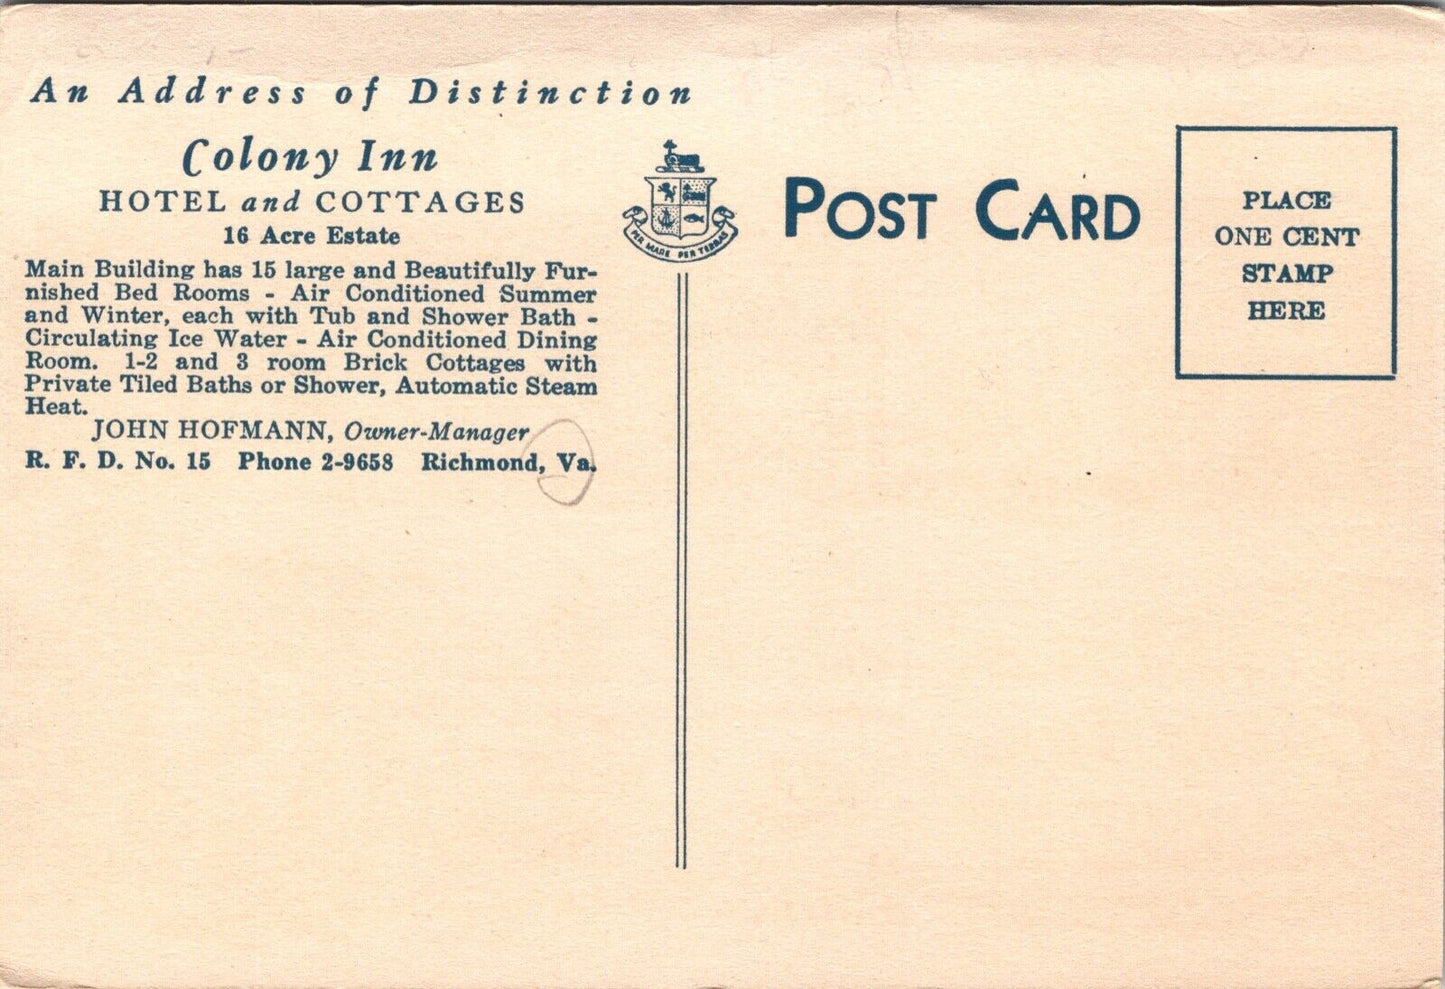 An Address of Distinction
Colony Inn
HOTEL and COTTAGES
16 Acre Estate
Main Building has 15 large and Beautifully Fur-
nished Bed Rooms - Air Conditioned Summer
and Winter, each with Tub and Shower Bath -
Circulating Ice Water - Air Conditioned Dining
Room. 1-2 and 3 room Brick Cottages with
Private Tiled Baths or Shower, Automatic Steam
Heat.
JOHN HOFMANN, Owner-Manager
R. F. D. No. 15 Phone 2-9658 Richmond, Va.
PER MARE PER TERRAS
POST CARD
PLACE
ONE CENT
STAMP
HERE